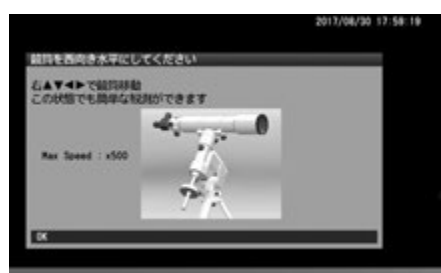 2017/08/30 17:58:19
鏡筒を西向き水平にしてください
右▲▼◀▶で鏡筒移動
この状態でも簡単な観測ができます
Max Speed : x500
OK